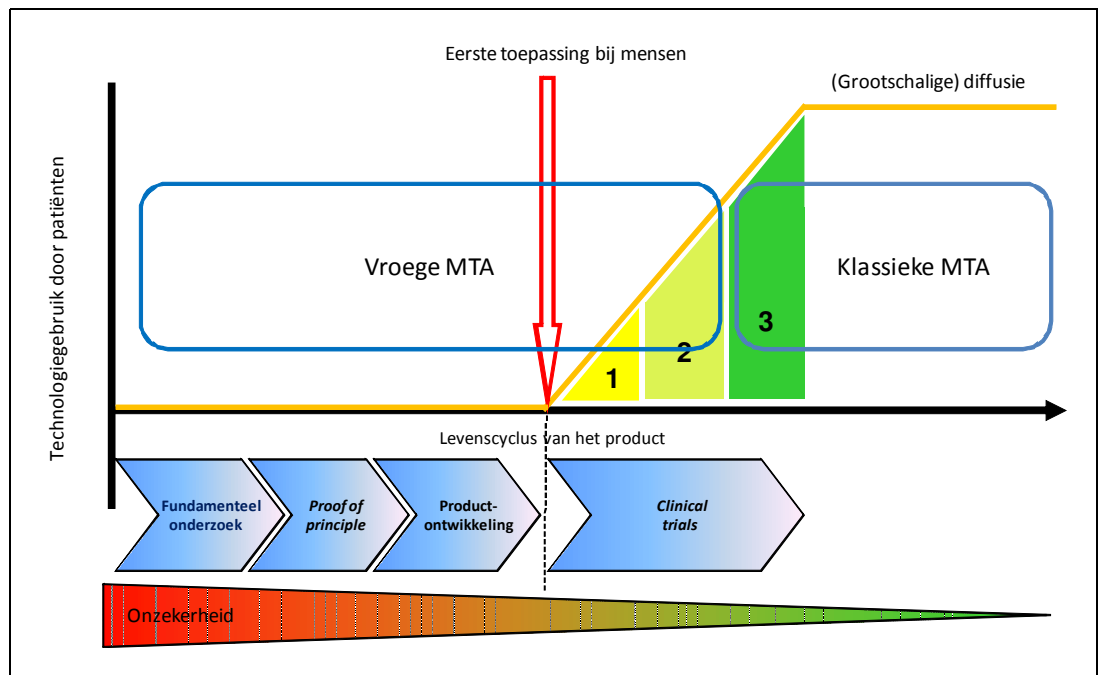 Eerste toepassing bij mensen
(Grootschalige) diffusie
Technologiegebruik door patiënten
Vroege MTA
Klassieke MTA
1
2
3
Levenscyclus van het product
Fundamenteel
onderzoek
Proof of
principle
Product-
ontwikkeling
Clinical
trials
Onzekerheid